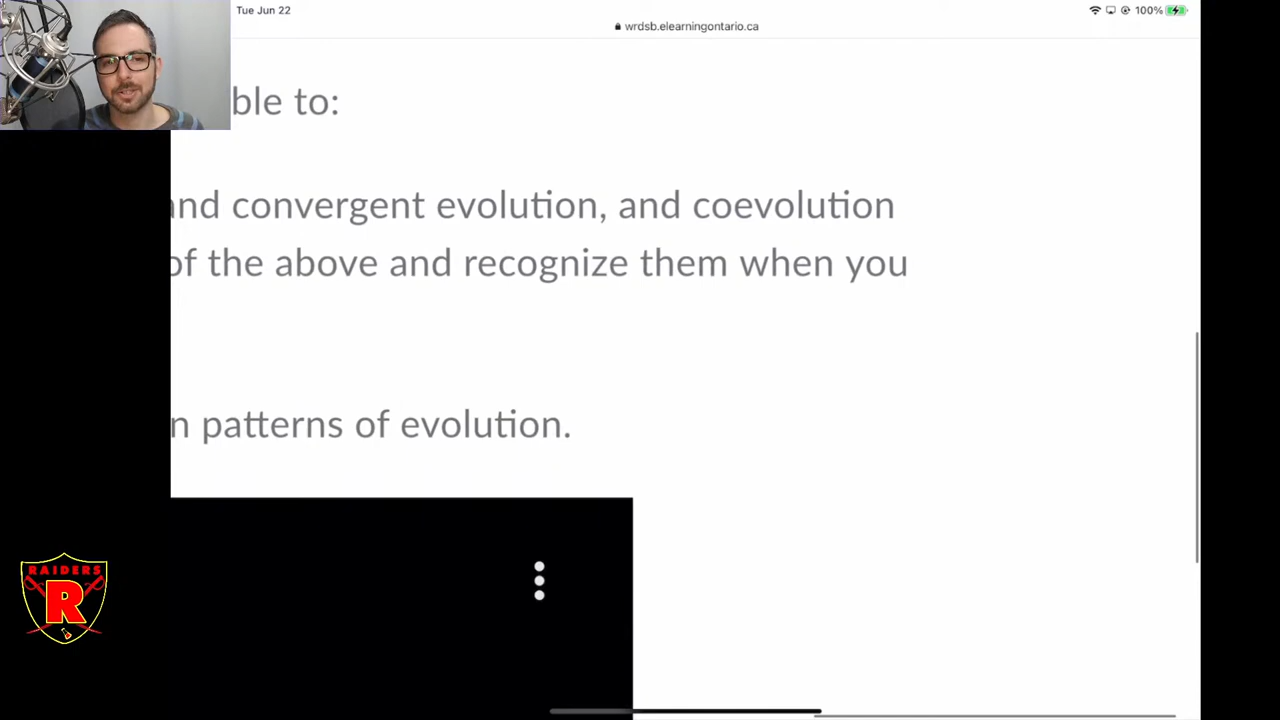 Tue Jun 22
100%
wrdsb.elearningontario.ca
ble to:
and convergent evolution, and coevolution
of the above and recognize them when you
n patterns of evolution.
RAIDERS
R